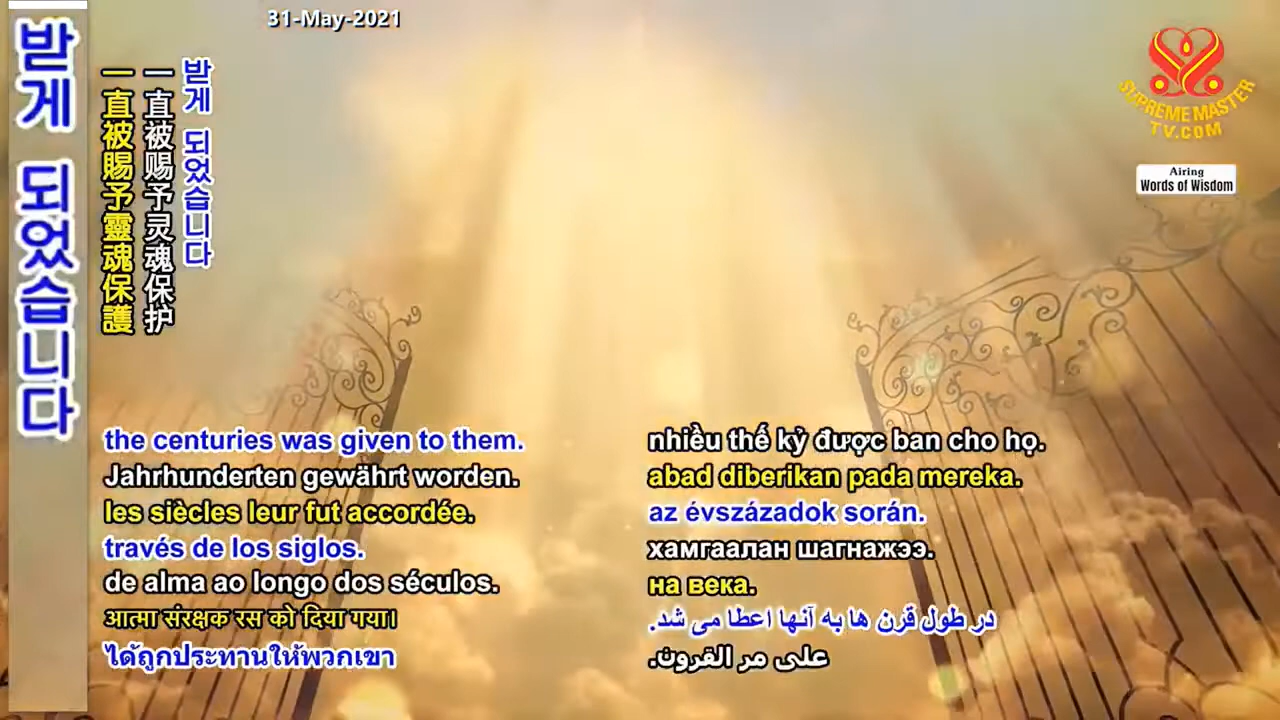 31-May-2021
받게 되었습니다
一直被賜予靈魂保護
一直被赐予灵魂保护
받게 되었습니다
SUPREME MASTER
TV.COM
Airing
Words of Wisdom
the centuries was given to them.
Jahrhunderten gewährt worden.
les siècles leur fut accordée.
través de los siglos.
de alma ao longo dos séculos.
आत्मा संरक्षक रस को दिया गया।
ได้ถูกประทานให้พวกเขา
nhiều thế kỷ được ban cho họ.
abad diberikan pada mereka.
az évszázadok során.
хамгаалан шагнажээ.
на века.
در طول قرن ها به آنها اعطا می شد.
على مر القرون.